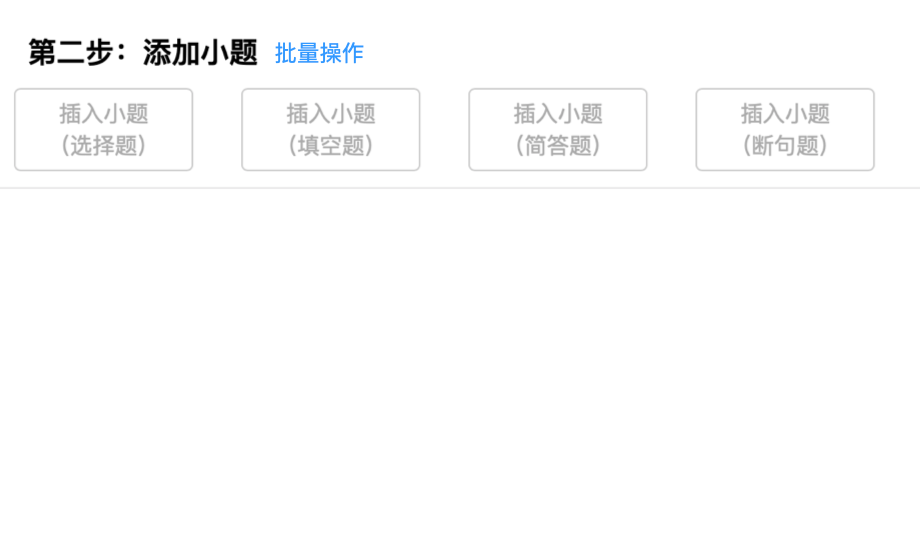 第二步：添加小题 批量操作
插入小题 插入小题 插入小题 插入小题
(选择题) (填空题) (简答题) (断句题)